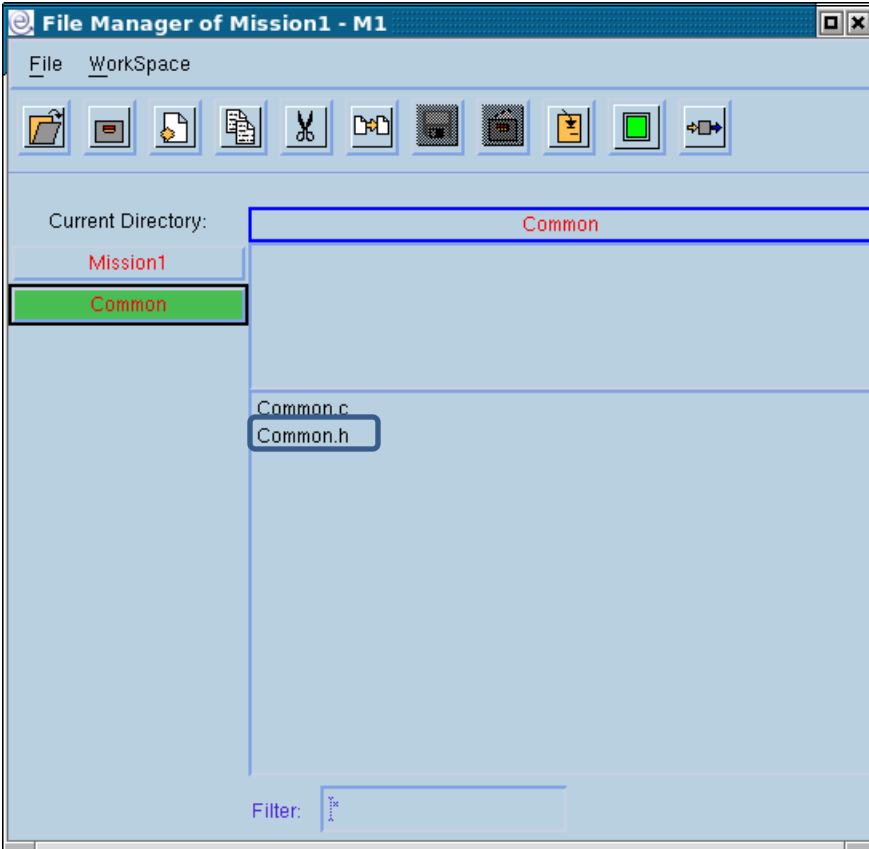 File Manager of Mission1 - M1
File WorkSpace
Current Directory:
Common
Mission1
Common
Common.c
Common.h
Filter:
*